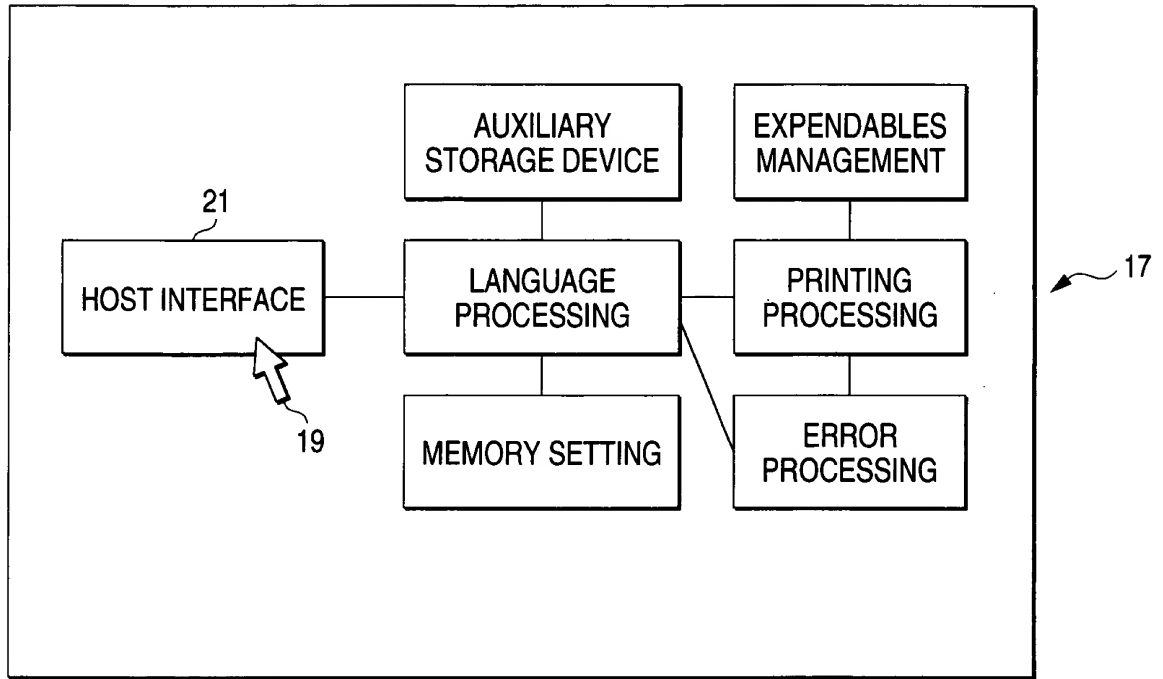 AUXILIARY
STORAGE DEVICE
EXPENDABLES
MANAGEMENT
21
HOST INTERFACE
LANGUAGE
PROCESSING
PRINTING
PROCESSING
17
19
MEMORY SETTING
ERROR
PROCESSING